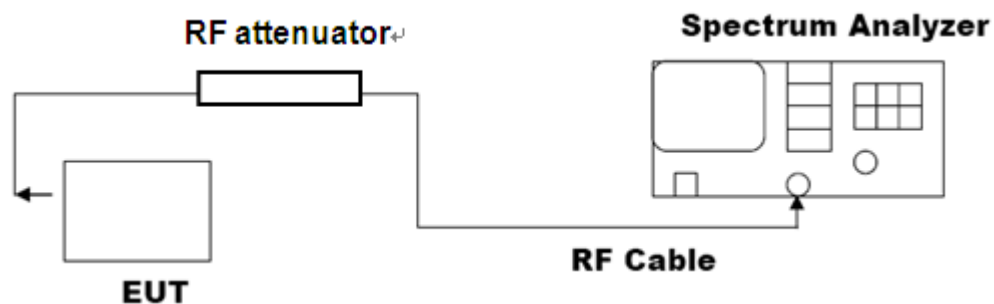 RF attenuator↵
Spectrum Analyzer
RF Cable
EUT